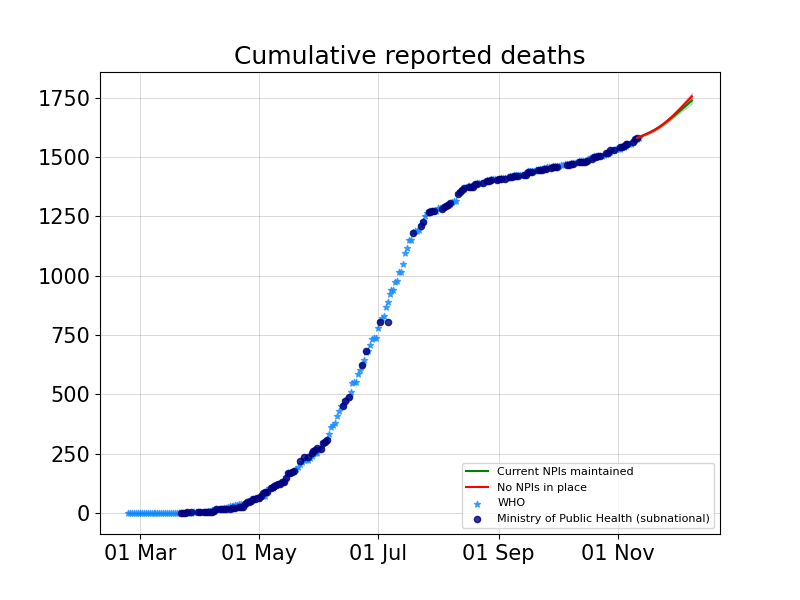 Cumulative reported deaths
1750
1500
1250
1000
750
500
250
0
01 Mar
01 May
01 Jul
01 Sep
01 Nov
Current NPIs maintained
No NPIs in place
WHO
Ministry of Public Health (subnational)